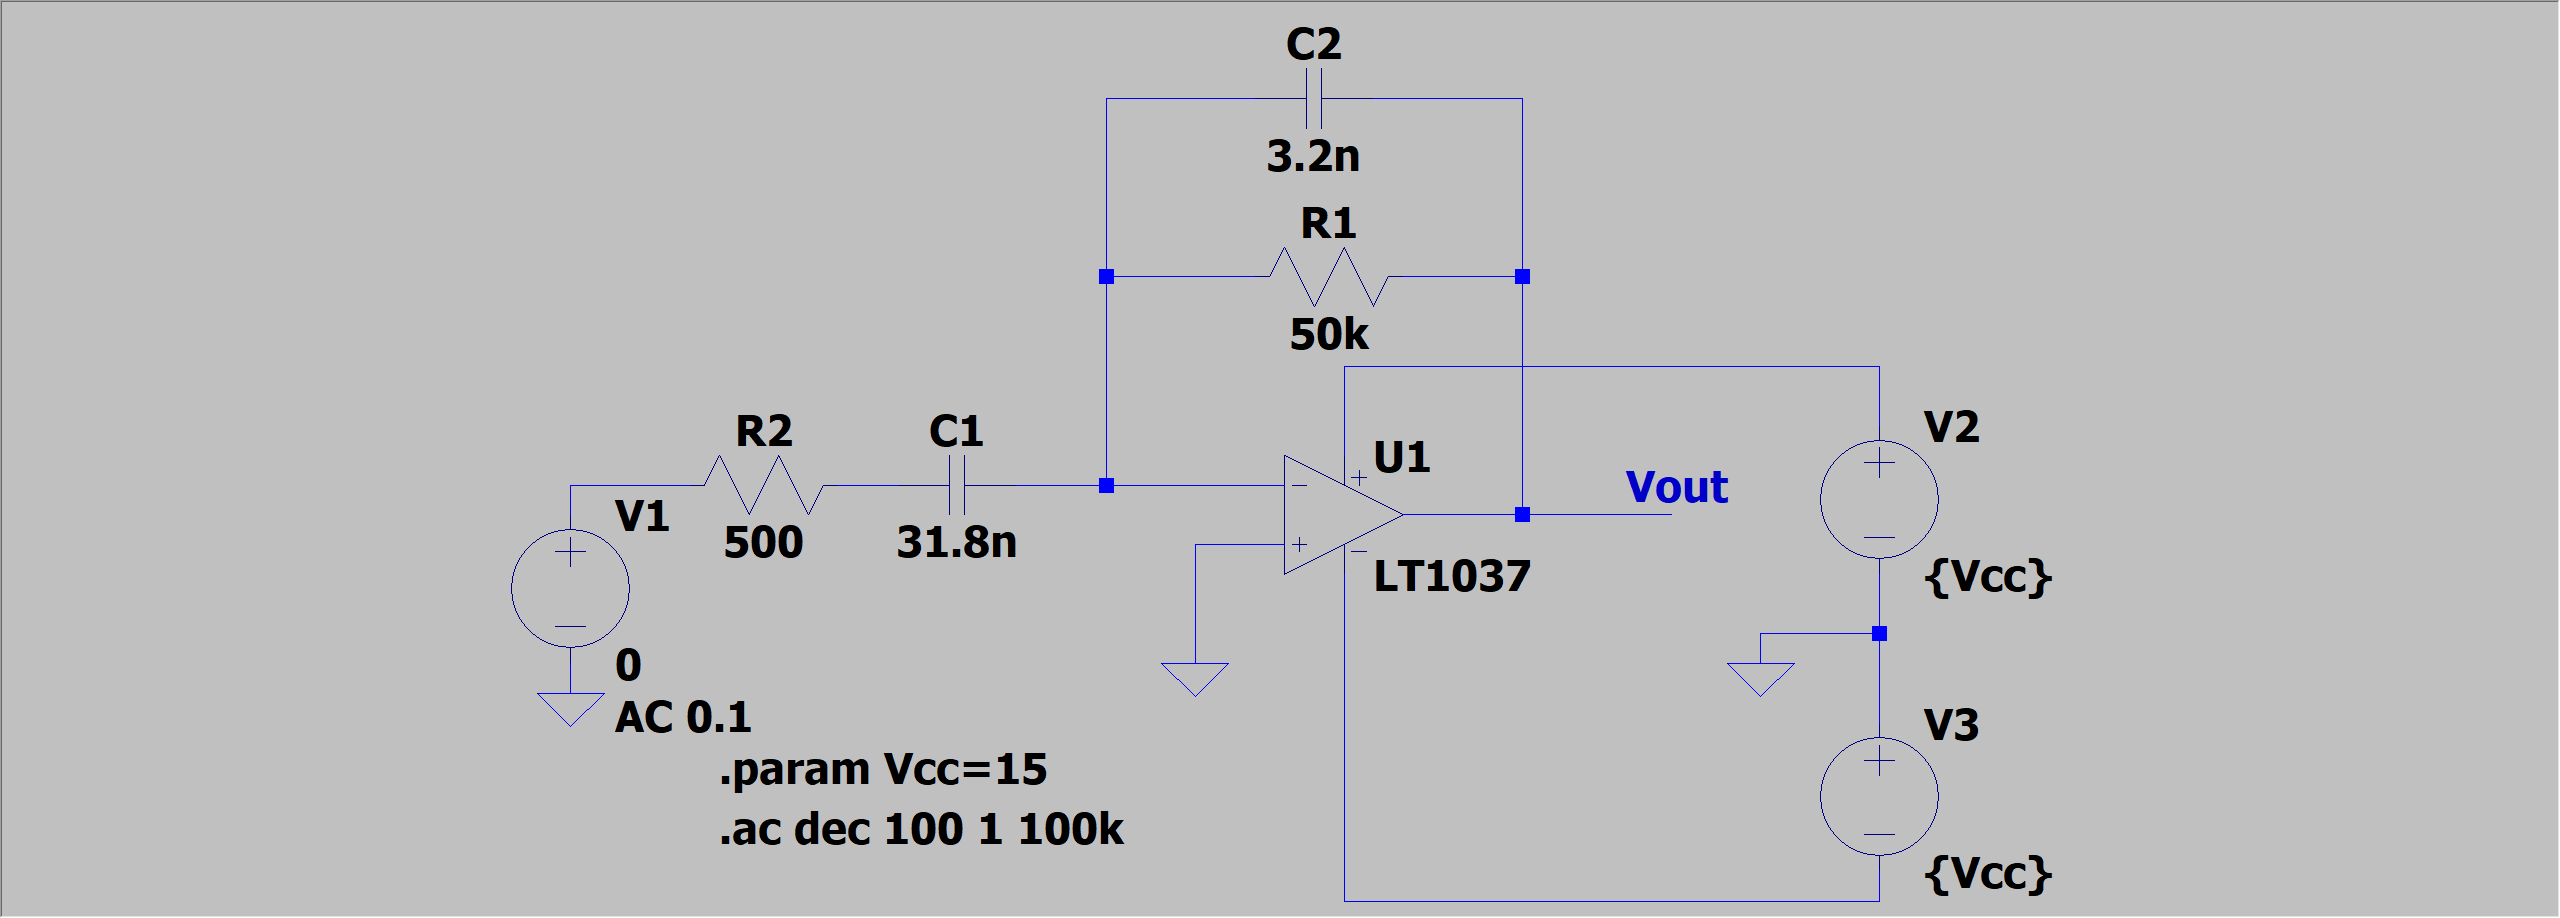 C2
3.2n
R1
50k
R2
500
C1
31.8n
U1
LT1037
Vout
V1
0
AC 0.1
V2
{Vcc}
V3
{Vcc}
.param Vcc=15
.ac dec 100 1 100k